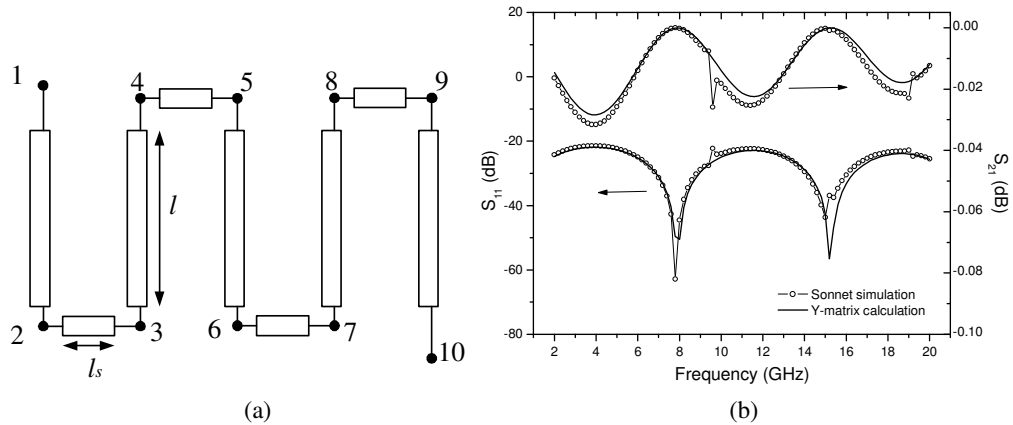 1
2
3
4
5
6
7
8
9
10
l
ls
(a)
20
0
-20
-40
-60
-80
S11 (dB)
0.00
-0.02
-0.04
-0.06
-0.08
-0.10
S21 (dB)
Sonnet simulation
Y-matrix calculation
2 4 6 8 10 12 14 16 18 20
Frequency (GHz)
(b)